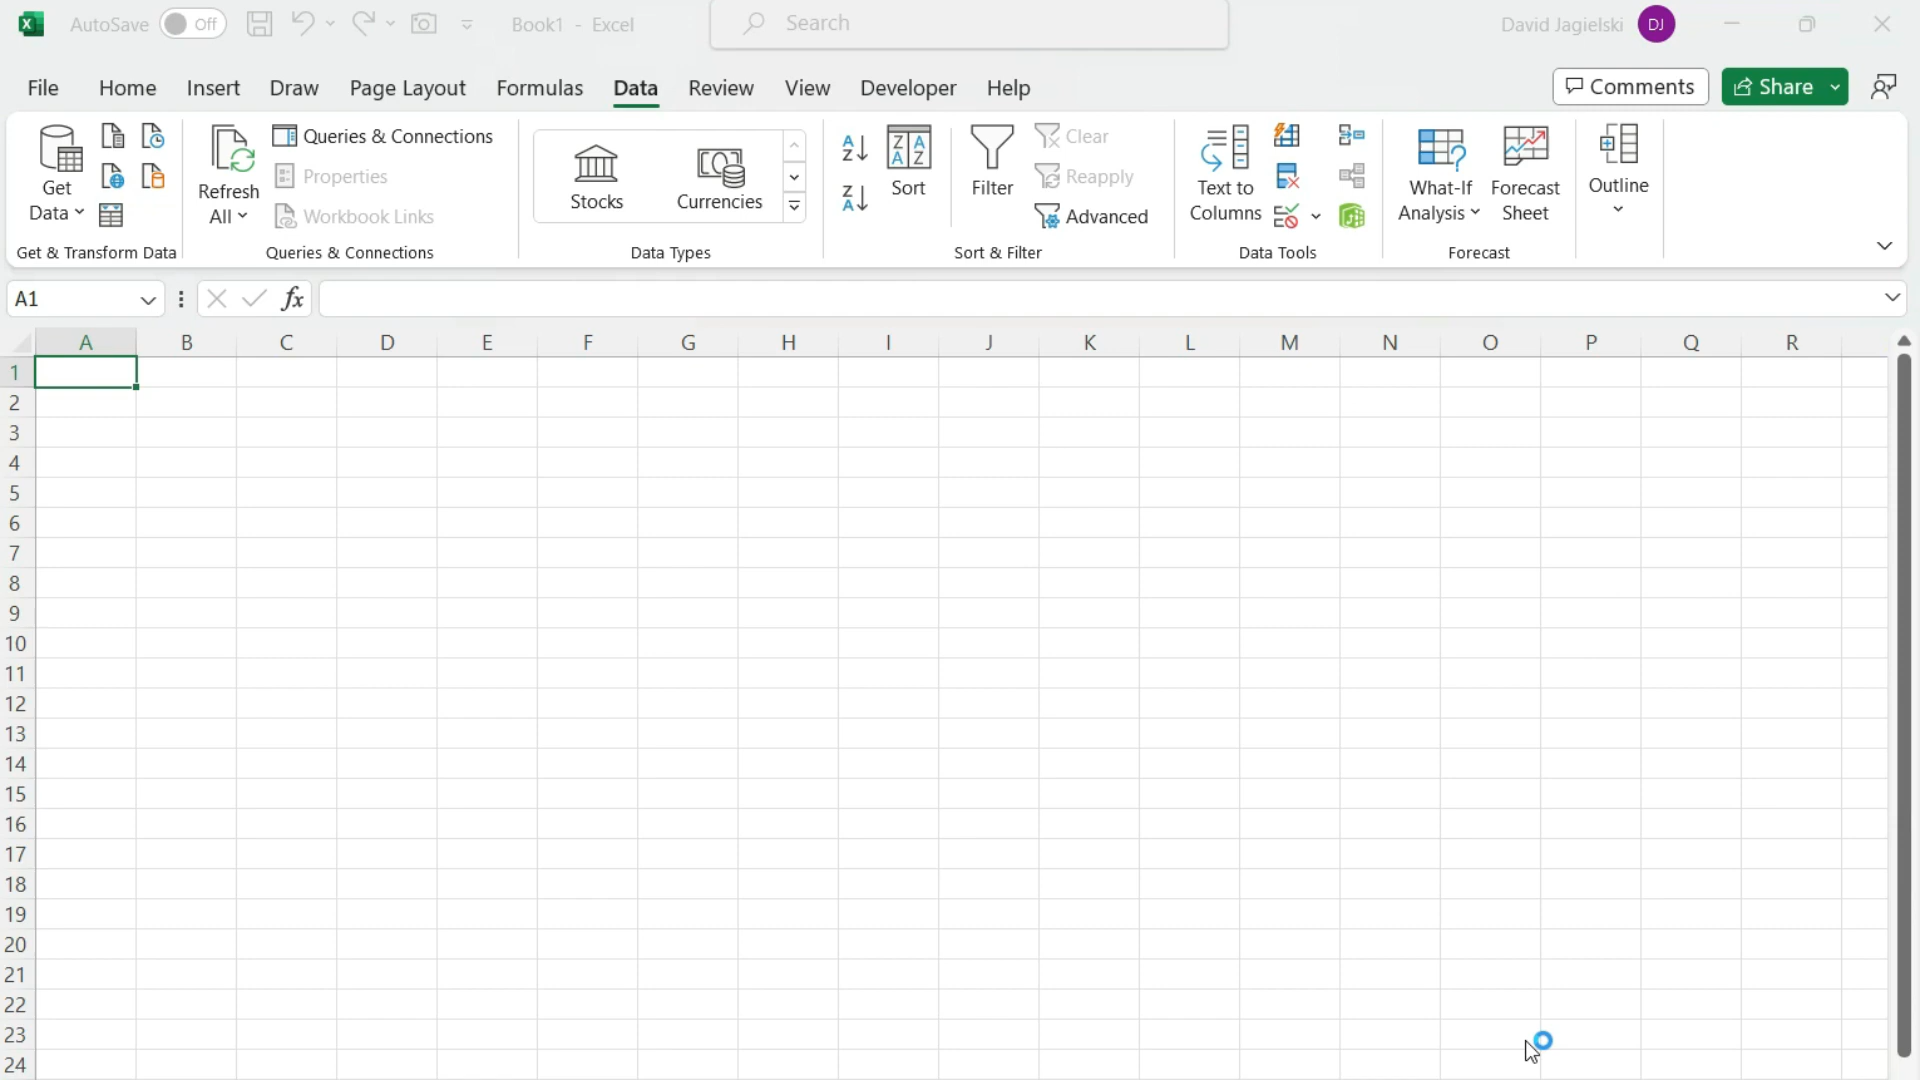 AutoSave Off Book1 - Excel Search David Jagielski DJ
File Home Insert Draw Page Layout Formulas Data Review View Developer Help Comments Share
Get Data
Refresh All
Queries & Connections
Properties
Workbook Links
Stocks
Currencies
Sort
Filter
Clear
Reapply
Advanced
Text to Columns
What-If Analysis
Forecast Sheet
Outline
Get & Transform Data Queries & Connections Data Types Sort & Filter Data Tools Forecast
A1 fx
A B C D E F G H I J K L M N O P Q R
1
2
3
4
5
6
7
8
9
10
11
12
13
14
15
16
17
18
19
20
21
22
23
24